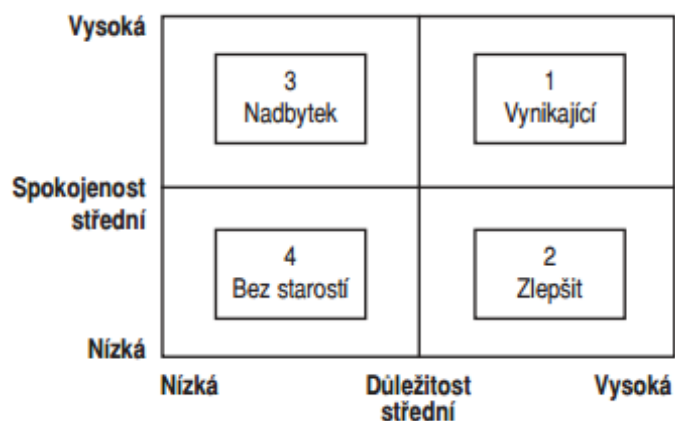 Vysoká
3
Nadbytek
1
Vynikající
Spokojenost
střední
4
Bez starostí
2
Zlepšit
Nízká
Nízká
Důležitost
střední
Vysoká